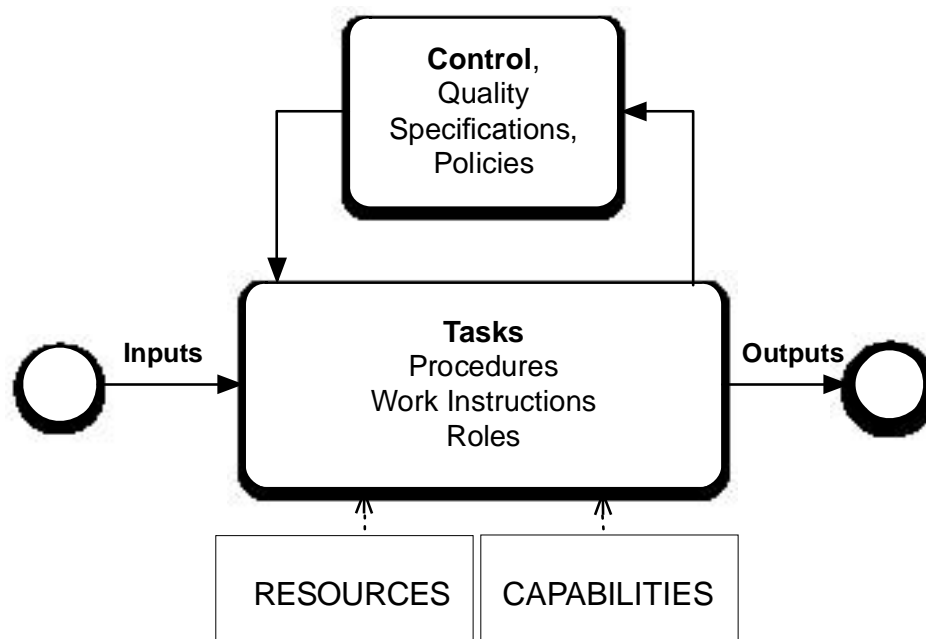 Control,
Quality
Specifications,
Policies
Inputs
Tasks
Procedures
Work Instructions
Roles
Outputs
RESOURCES
CAPABILITIES